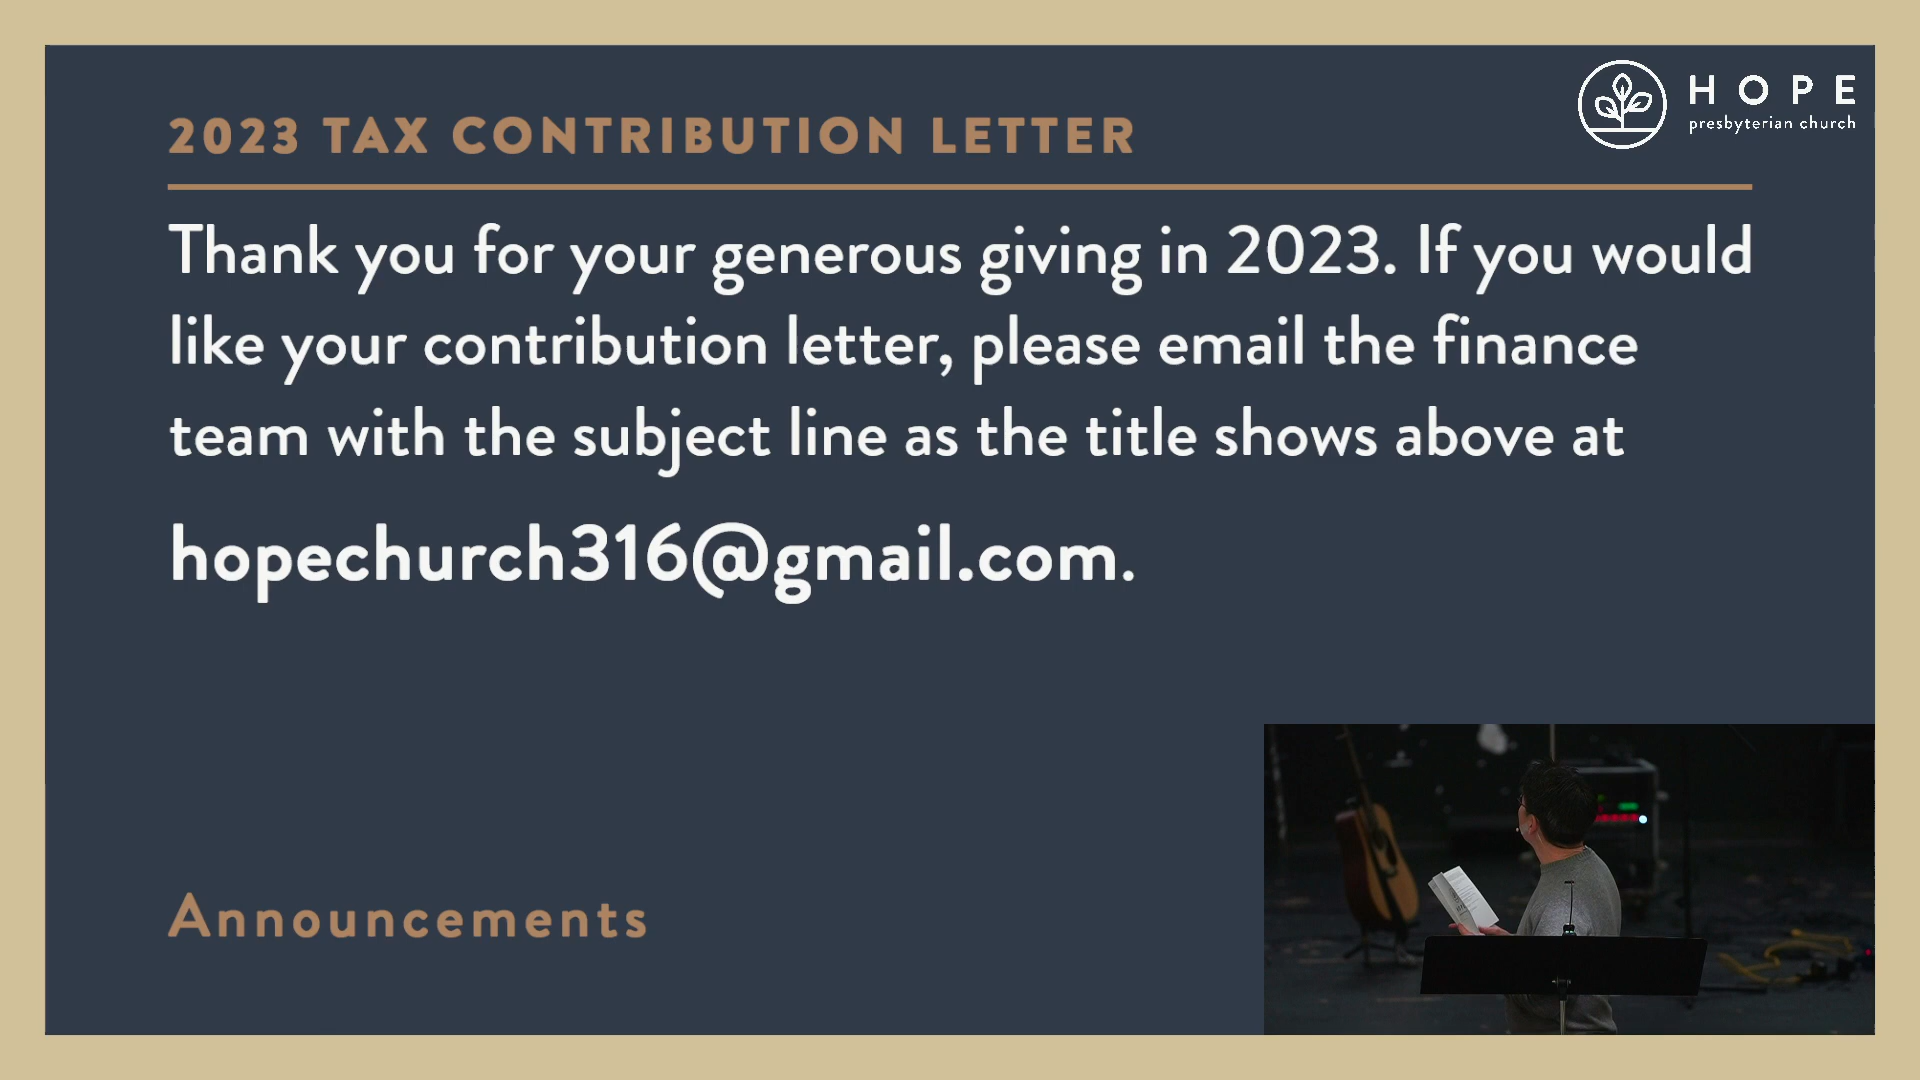 HOPE
presbyterian church
2023 TAX CONTRIBUTION LETTER
Thank you for your generous giving in 2023. If you would
like your contribution letter, please email the finance
team with the subject line as the title shows above at
hopechurch316@gmail.com.
Announcements